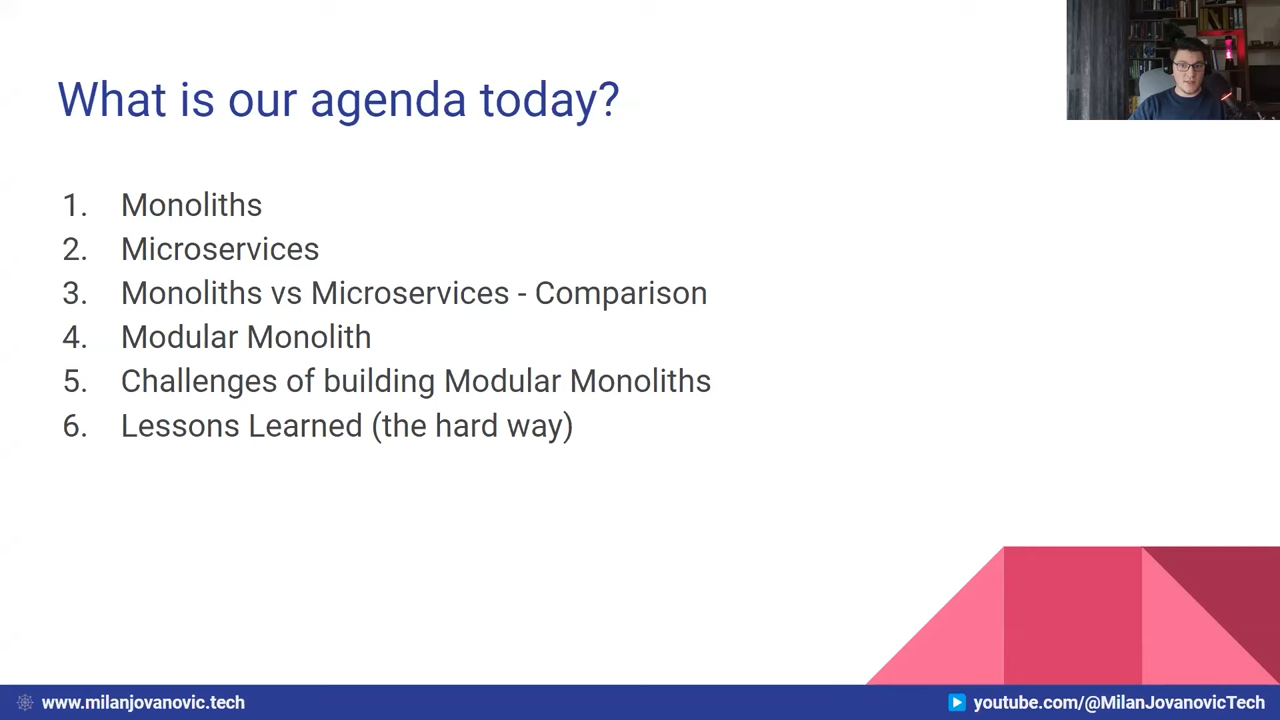 What is our agenda today?
1. Monoliths
2. Microservices
3. Monoliths vs Microservices - Comparison
4. Modular Monolith
5. Challenges of building Modular Monoliths
6. Lessons Learned (the hard way)
www.milanjovanovic.tech
youtube.com/@MilanJovanovicTech